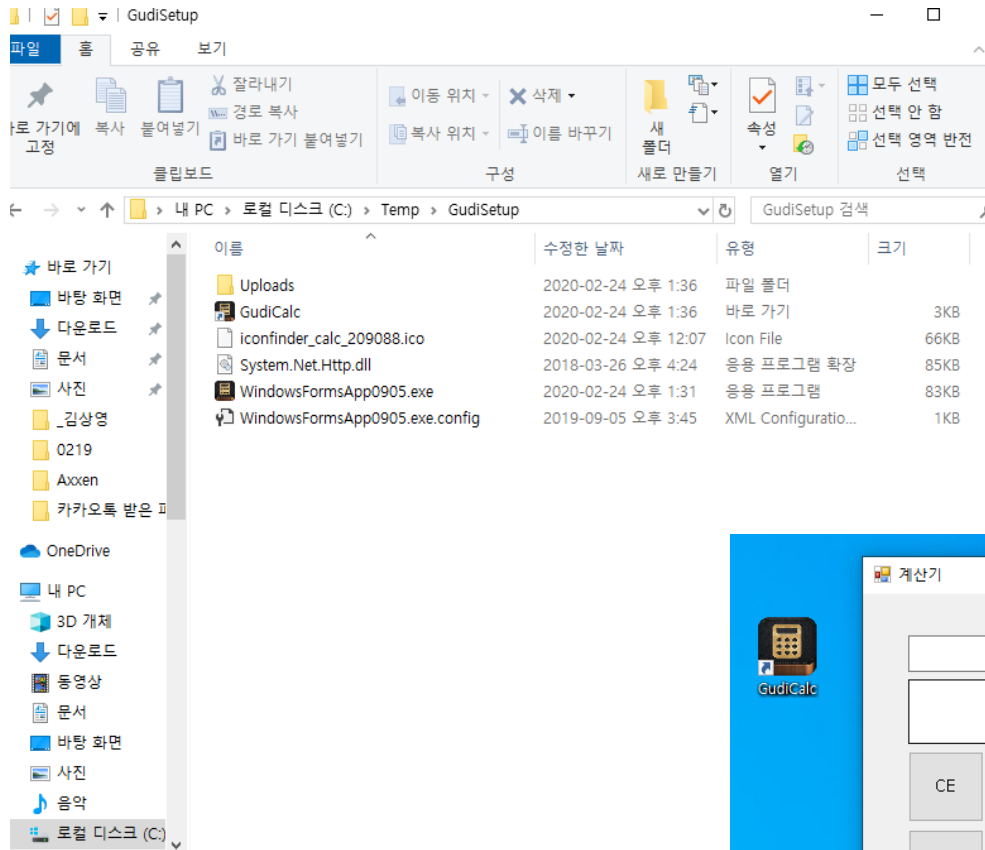 GudiSetup
파일 홈 공유 보기
잘라내기
경로 복사
바로 가기 붙여넣기
바로 가기에
고정
복사
붙여넣기
클립보드
이동 위치
복사 위치
삭제
이름 바꾸기
구성
새
폴더
새로 만들기
속성
열기
모두 선택
선택 안 함
선택 영역 반전
선택
내 PC > 로컬 디스크 (C:) > Temp > GudiSetup
GudiSetup 검색
이름 수정한 날짜 유형 크기
Uploads 2020-02-24 오후 1:36 파일 폴더
GudiCalc 2020-02-24 오후 1:36 바로 가기 3KB
iconfinder_calc_209088.ico 2020-02-24 오후 12:07 Icon File 66KB
System.Net.Http.dll 2018-03-26 오후 4:24 응용 프로그램 확장 85KB
WindowsFormsApp0905.exe 2020-02-24 오후 1:31 응용 프로그램 83KB
WindowsFormsApp0905.exe.config 2019-09-05 오후 3:45 XML Configuratio... 1KB
바로 가기
바탕 화면
다운로드
문서
사진
_김상영
0219
Axxen
카카오톡 받은
OneDrive
내 PC
3D 개체
다운로드
동영상
문서
바탕 화면
사진
음악
로컬 디스크 (C:)
GudiCalc
계산기
CE